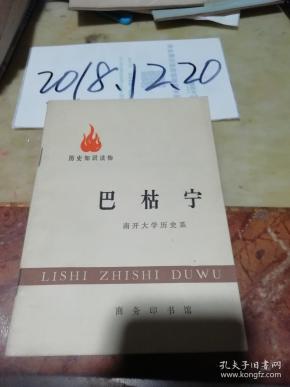 2018.12.20
历史知识读物
巴枯宁
南开大学历史系
LISHI ZHISHI DUWU
商务印书馆
孔夫子旧书网